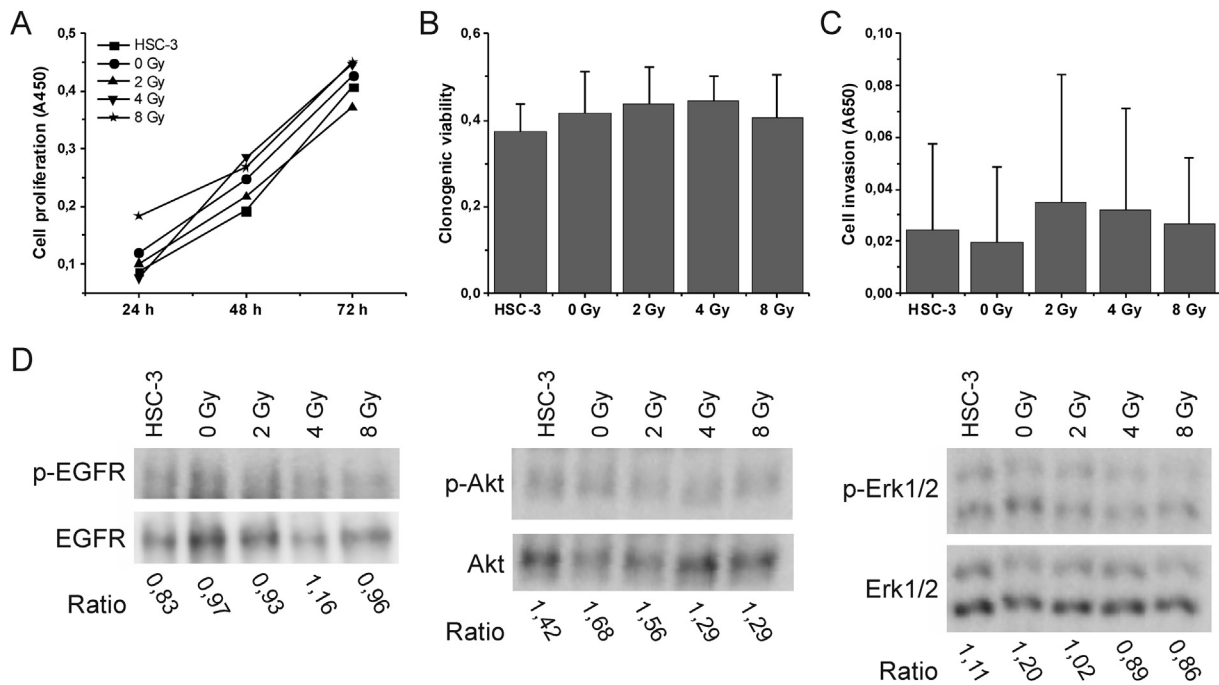 A
Cell proliferation (A450)
0,5
0,4
0,3
0,2
0,1
HSC-3
0 Gy
2 Gy
4 Gy
8 Gy
24 h 48 h 72 h
B
Clonogenic viability
0,6
0,4
0,2
0,0
HSC-3 0 Gy 2 Gy 4 Gy 8 Gy
C
Cell invasion (A650)
0,10
0,08
0,06
0,04
0,02
0,00
HSC-3 0 Gy 2 Gy 4 Gy 8 Gy
D
HSC-3 0 Gy 2 Gy 4 Gy 8 Gy
p-EGFR
EGFR
Ratio 0,83 0,97 0,93 1,16 0,96
HSC-3 0 Gy 2 Gy 4 Gy 8 Gy
p-Akt
Akt
Ratio 1,42 1,68 1,56 1,29 1,29
HSC-3 0 Gy 2 Gy 4 Gy 8 Gy
p-Erk1/2
Erk1/2
Ratio 1,11 1,20 1,02 0,89 0,86